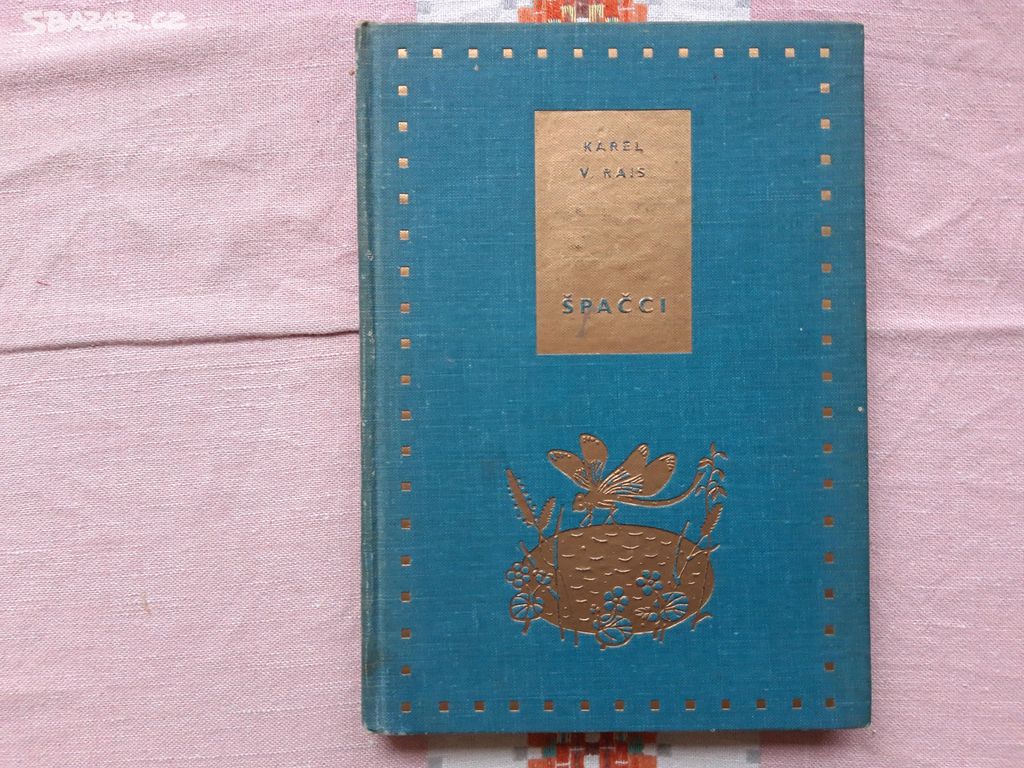 SBAZAR.CZ
KAREL
V. RAIS
ŠPAČCI